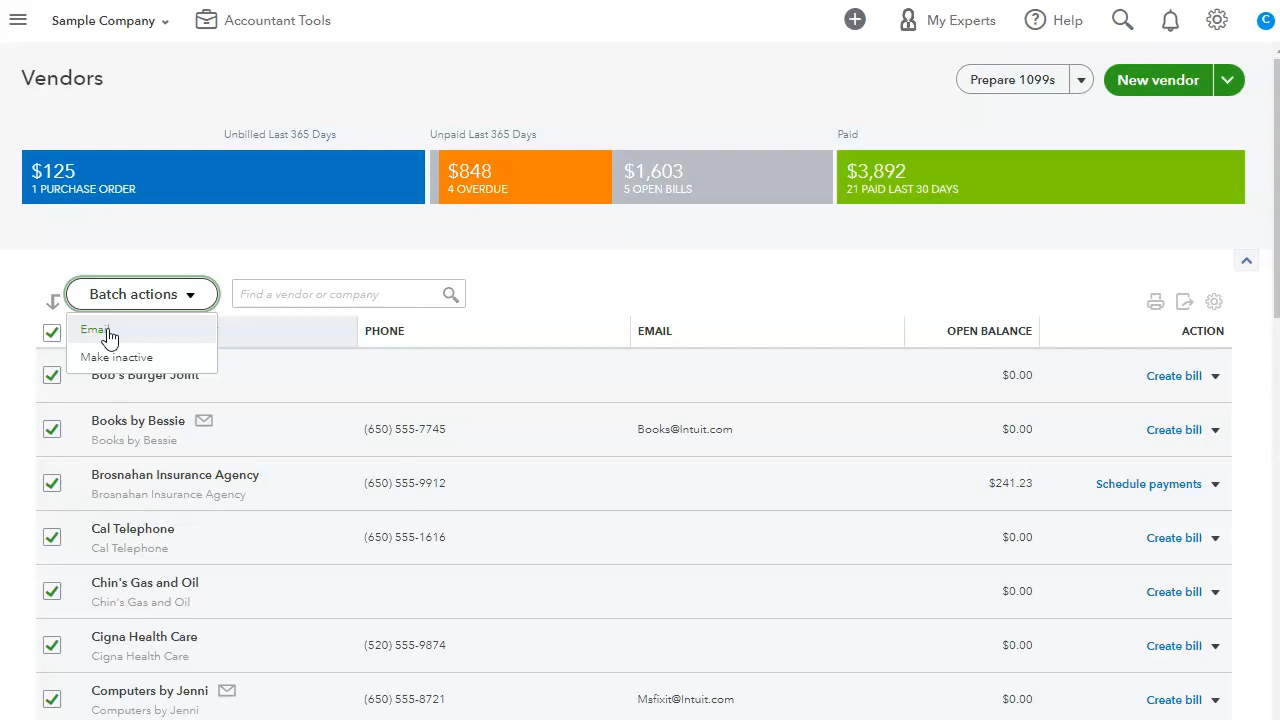 Sample Company
Accountant Tools
My Experts
Help
C
Vendors
Prepare 1099s
New vendor
Unbilled Last 365 Days
Unpaid Last 365 Days
Paid
$125
1 PURCHASE ORDER
$848
4 OVERDUE
$1,603
5 OPEN BILLS
$3,892
21 PAID LAST 30 DAYS
Batch actions
Find a vendor or company
Email
Make inactive
PHONE
EMAIL
OPEN BALANCE
ACTION
Bob's Burger Joint
$0.00
Create bill
Books by Bessie
Books by Bessie
(650) 555-7745
Books@Intuit.com
$0.00
Create bill
Brosnahan Insurance Agency
Brosnahan Insurance Agency
(650) 555-9912
$241.23
Schedule payments
Cal Telephone
Cal Telephone
(650) 555-1616
$0.00
Create bill
Chin's Gas and Oil
Chin's Gas and Oil
$0.00
Create bill
Cigna Health Care
Cigna Health Care
(520) 555-9874
$0.00
Create bill
Computers by Jenni
Computers by Jenni
(650) 555-8721
Msfixit@Intuit.com
$0.00
Create bill